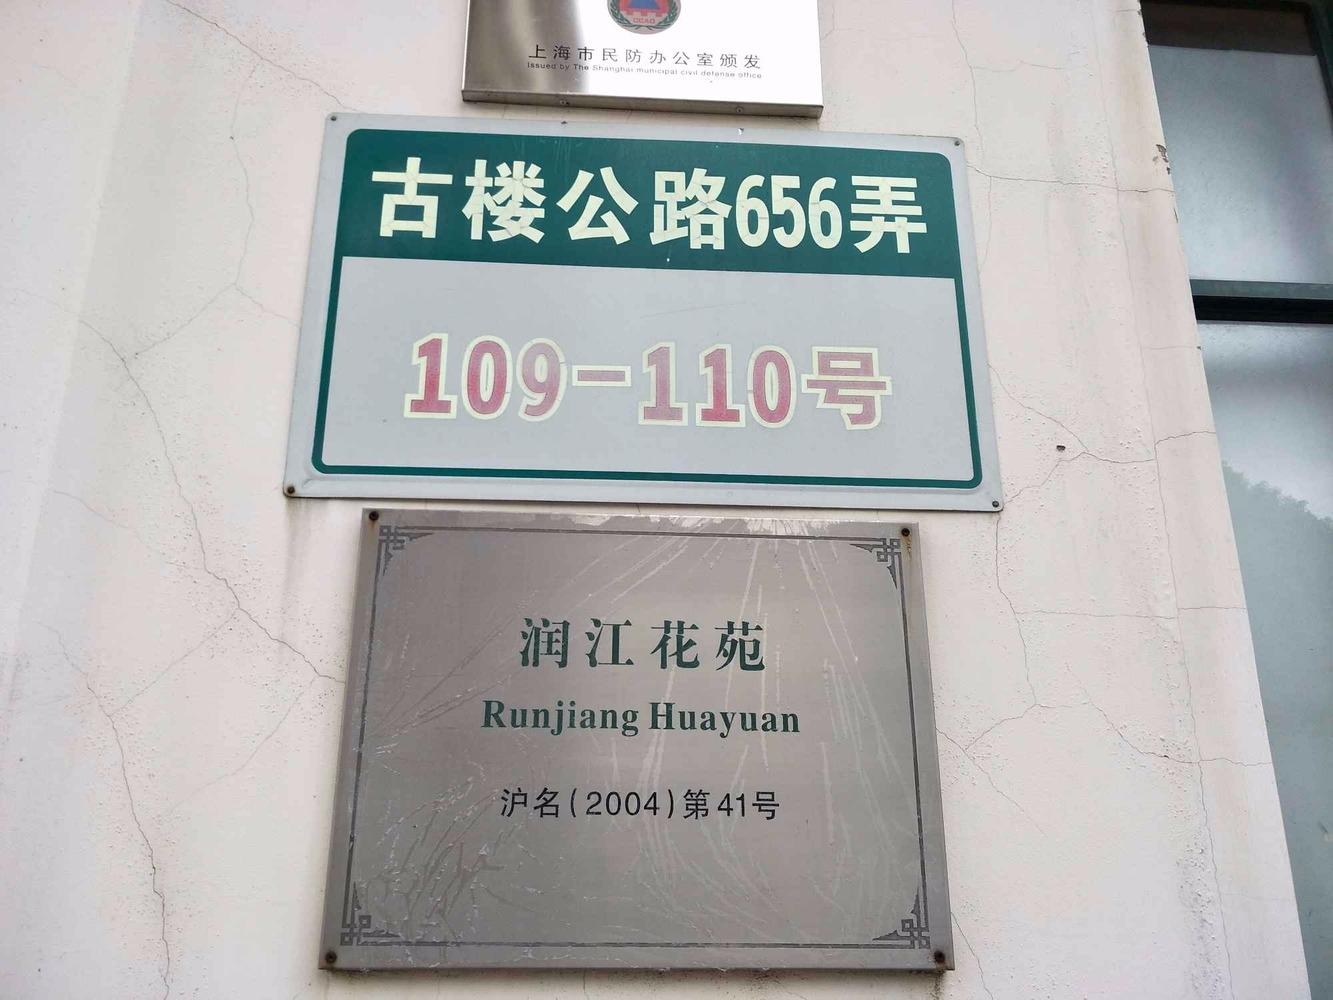 CCAD
上海市民防办公室颁发
Issued by The Shanghai municipal civil defense office
古楼公路656弄
109-110号
润江花苑
Runjiang Huayuan
沪名(2004)第41号